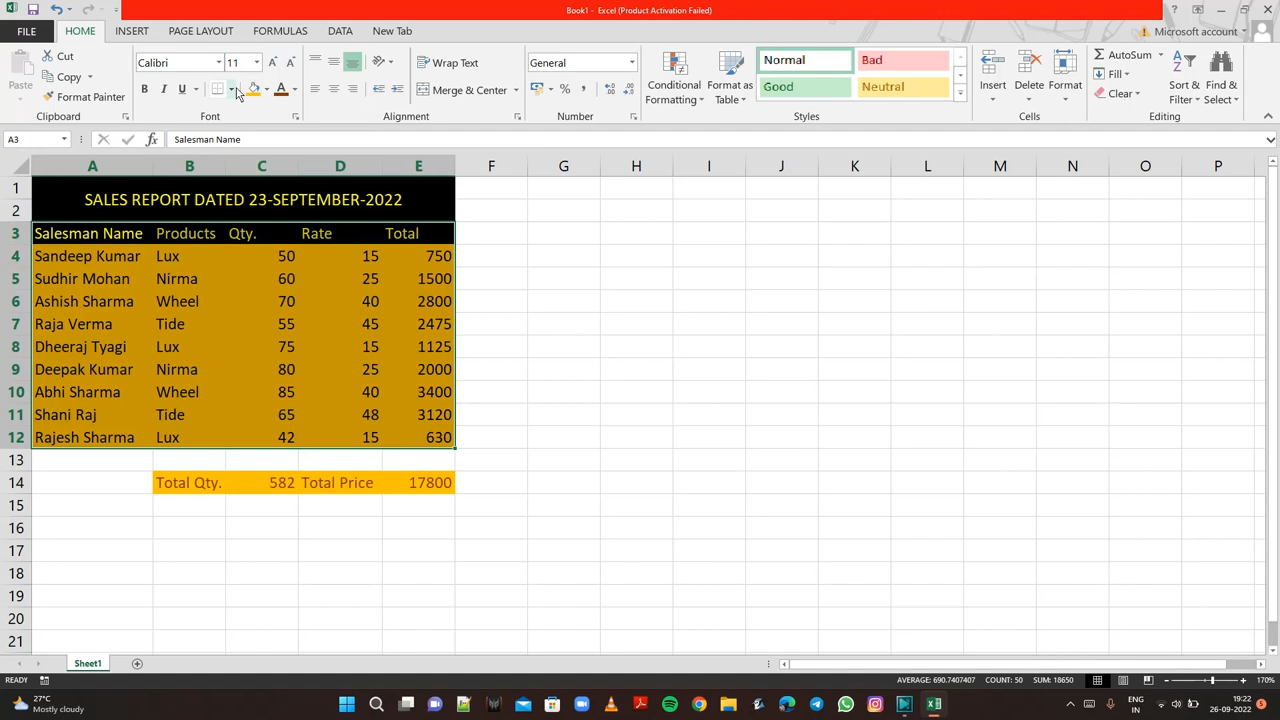 Book1 - Excel (Product Activation Failed)
FILE HOME INSERT PAGE LAYOUT FORMULAS DATA New Tab Microsoft account
Paste Cut Copy Format Painter Clipboard
Calibri 11 B I U A Font
Wrap Text Merge & Center Alignment
General % Number
Conditional Formatting Format as Table Normal Bad Good Neutral Styles
Insert Delete Format Cells
AutoSum Fill Clear Sort & Filter Find & Select Editing
A3 fx Salesman Name
A B C D E F G H I J K L M N O P
1 SALES REPORT DATED 23-SEPTEMBER-2022
2
3 Salesman Name Products Qty. Rate Total
4 Sandeep Kumar Lux 50 15 750
5 Sudhir Mohan Nirma 60 25 1500
6 Ashish Sharma Wheel 70 40 2800
7 Raja Verma Tide 55 45 2475
8 Dheeraj Tyagi Lux 75 15 1125
9 Deepak Kumar Nirma 80 25 2000
10 Abhi Sharma Wheel 85 40 3400
11 Shani Raj Tide 65 48 3120
12 Rajesh Sharma Lux 42 15 630
13
14 Total Qty. 582 Total Price 17800
15
16
17
18
19
20
21
Sheet1
READY AVERAGE: 690.7407407 COUNT: 50 SUM: 18650 170%
27°C
Mostly cloudy
ENG
IN
19:22
26-09-2022